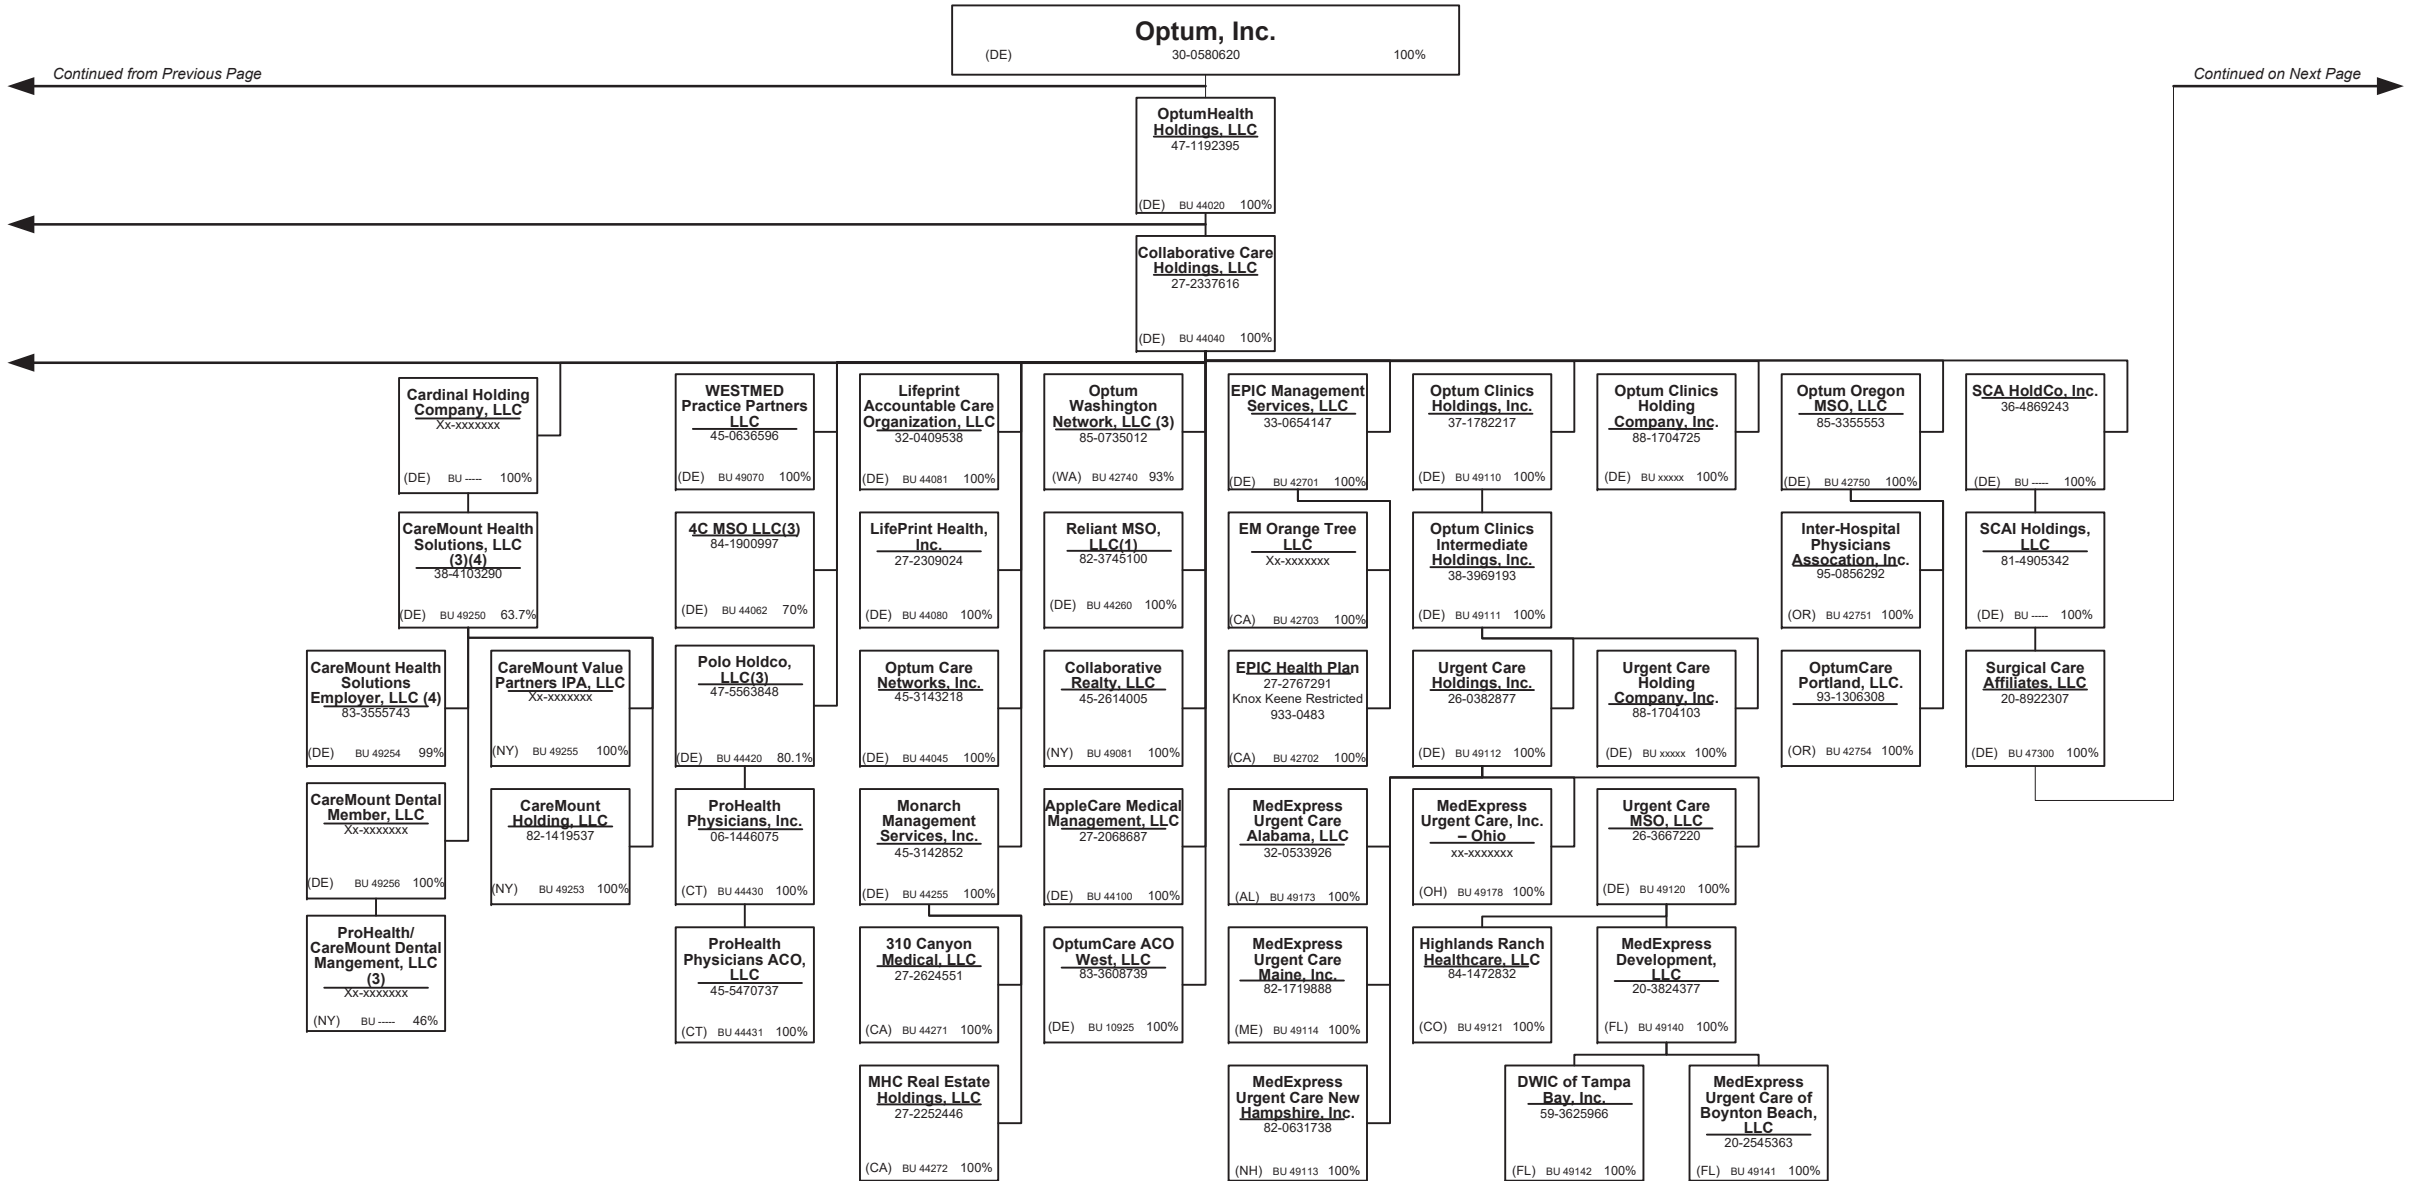 Optum, Inc.
(DE) 30-0580620 100%
Continued from Previous Page
Continued on Next Page
OptumHealth
Holdings, LLC
47-1192395
(DE) BU 44020 100%
Collaborative Care
Holdings, LLC
27-2337616
(DE) BU 44040 100%
Cardinal Holding
Company, LLC
Xx-xxxxxxx
(DE) BU ----- 100%
WESTMED
Practice Partners
LLC
45-0636596
(DE) BU 49070 100%
Lifeprint
Accountable Care
Organization, LLC
32-0409538
(DE) BU 44081 100%
Optum
Washington
Network, LLC (3)
85-0735012
(WA) BU 42740 93%
EPIC Management
Services, LLC
33-0654147
(DE) BU 42701 100%
Optum Clinics
Holdings, Inc.
37-1782217
(DE) BU 49110 100%
Optum Clinics
Holding
Company, Inc.
88-1704725
(DE) BU xxxxx 100%
Optum Oregon
MSO, LLC
85-3355553
(DE) BU 42750 100%
SCA HoldCo, Inc.
36-4869243
(DE) BU ----- 100%
CareMount Health
Solutions, LLC
(3)(4)
38-4103290
(DE) BU 49250 63.7%
4C MSO LLC(3)
84-1900997
(DE) BU 44062 70%
LifePrint Health,
Inc.
27-2309024
(DE) BU 44080 100%
Reliant MSO,
LLC(1)
82-3745100
(DE) BU 44260 100%
EM Orange Tree
LLC
Xx-xxxxxxx
(CA) BU 42703 100%
Optum Clinics
Intermediate
Holdings, Inc.
38-3969193
(DE) BU 49111 100%
Inter-Hospital
Physicians
Assocation, Inc.
95-0856292
(OR) BU 42751 100%
SCAI Holdings,
LLC
81-4905342
(DE) BU ----- 100%
CareMount Health
Solutions
Employer, LLC (4)
83-3555743
(DE) BU 49254 99%
CareMount Value
Partners IPA, LLC
Xx-xxxxxxx
(NY) BU 49255 100%
Polo Holdco,
LLC(3)
47-5563848
(DE) BU 44420 80.1%
Optum Care
Networks, Inc.
45-3143218
(DE) BU 44045 100%
Collaborative
Realty, LLC
45-2614005
(NY) BU 49081 100%
EPIC Health Plan
27-2767291
Knox Keene Restricted
933-0483
(CA) BU 42702 100%
Urgent Care
Holdings, Inc.
26-0382877
(DE) BU 49112 100%
Urgent Care
Holding
Company, Inc.
88-1704103
(DE) BU xxxxx 100%
OptumCare
Portland, LLC.
93-1306308
(OR) BU 42754 100%
Surgical Care
Affiliates, LLC
20-8922307
(DE) BU 47300 100%
CareMount Dental
Member, LLC
Xx-xxxxxxx
(DE) BU 49256 100%
CareMount
Holding, LLC
82-1419537
(NY) BU 49253 100%
ProHealth
Physicians, Inc.
06-1446075
(CT) BU 44430 100%
Monarch
Management
Services, Inc.
45-3142852
(DE) BU 44255 100%
AppleCare Medical
Management, LLC
27-2068687
(DE) BU 44100 100%
MedExpress
Urgent Care
Alabama, LLC
32-0533926
(AL) BU 49173 100%
MedExpress
Urgent Care, Inc.
– Ohio
xx-xxxxxxx
(OH) BU 49178 100%
Urgent Care
MSO, LLC
26-3667220
(DE) BU 49120 100%
ProHealth/
CareMount Dental
Mangement, LLC
(3)
Xx-xxxxxxx
(NY) BU ----- 46%
ProHealth
Physicians ACO,
LLC
45-5470737
(CT) BU 44431 100%
310 Canyon
Medical, LLC
27-2624551
(CA) BU 44271 100%
OptumCare ACO
West, LLC
83-3608739
(DE) BU 10925 100%
MedExpress
Urgent Care
Maine, Inc.
82-1719888
(ME) BU 49114 100%
Highlands Ranch
Healthcare, LLC
84-1472832
(CO) BU 49121 100%
MedExpress
Development,
LLC
20-3824377
(FL) BU 49140 100%
MHC Real Estate
Holdings, LLC
27-2252446
(CA) BU 44272 100%
MedExpress
Urgent Care New
Hampshire, Inc.
82-0631738
(NH) BU 49113 100%
DWIC of Tampa
Bay, Inc.
59-3625966
(FL) BU 49142 100%
MedExpress
Urgent Care of
Boynton Beach,
LLC
20-2545363
(FL) BU 49141 100%